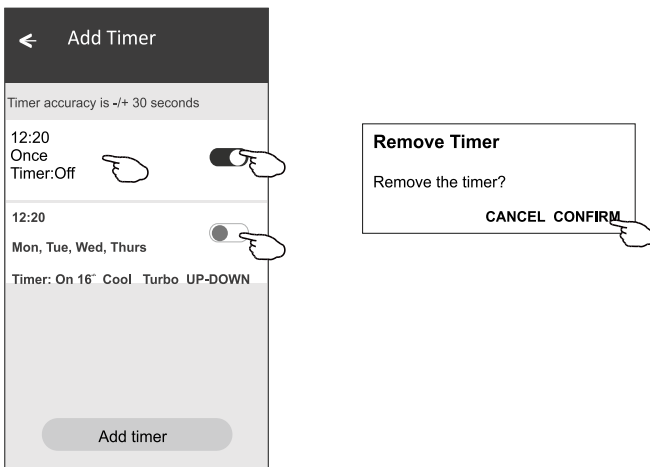 Add Timer
Timer accuracy is -/+ 30 seconds
12:20
Once
Timer:Off
12:20
Mon, Tue, Wed, Thurs
Timer: On 16° Cool Turbo UP-DOWN
Add timer
Remove Timer
Remove the timer?
CANCEL CONFIRM